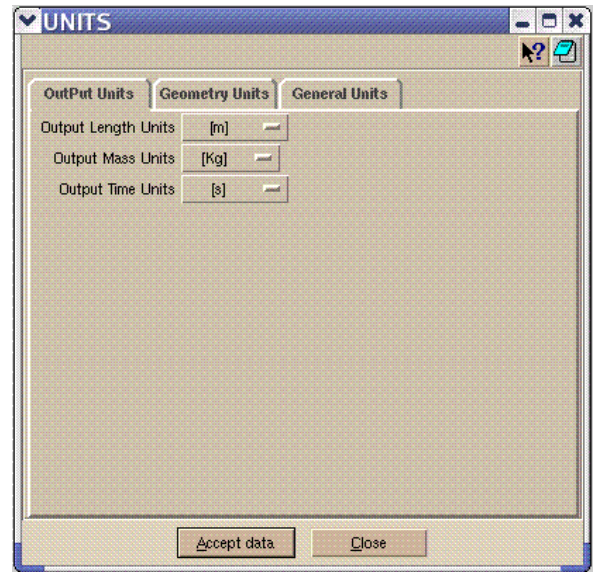 UNITS
?
OutPut Units Geometry Units General Units
Output Length Units [m]
Output Mass Units [Kg]
Output Time Units [s]
Accept data Close